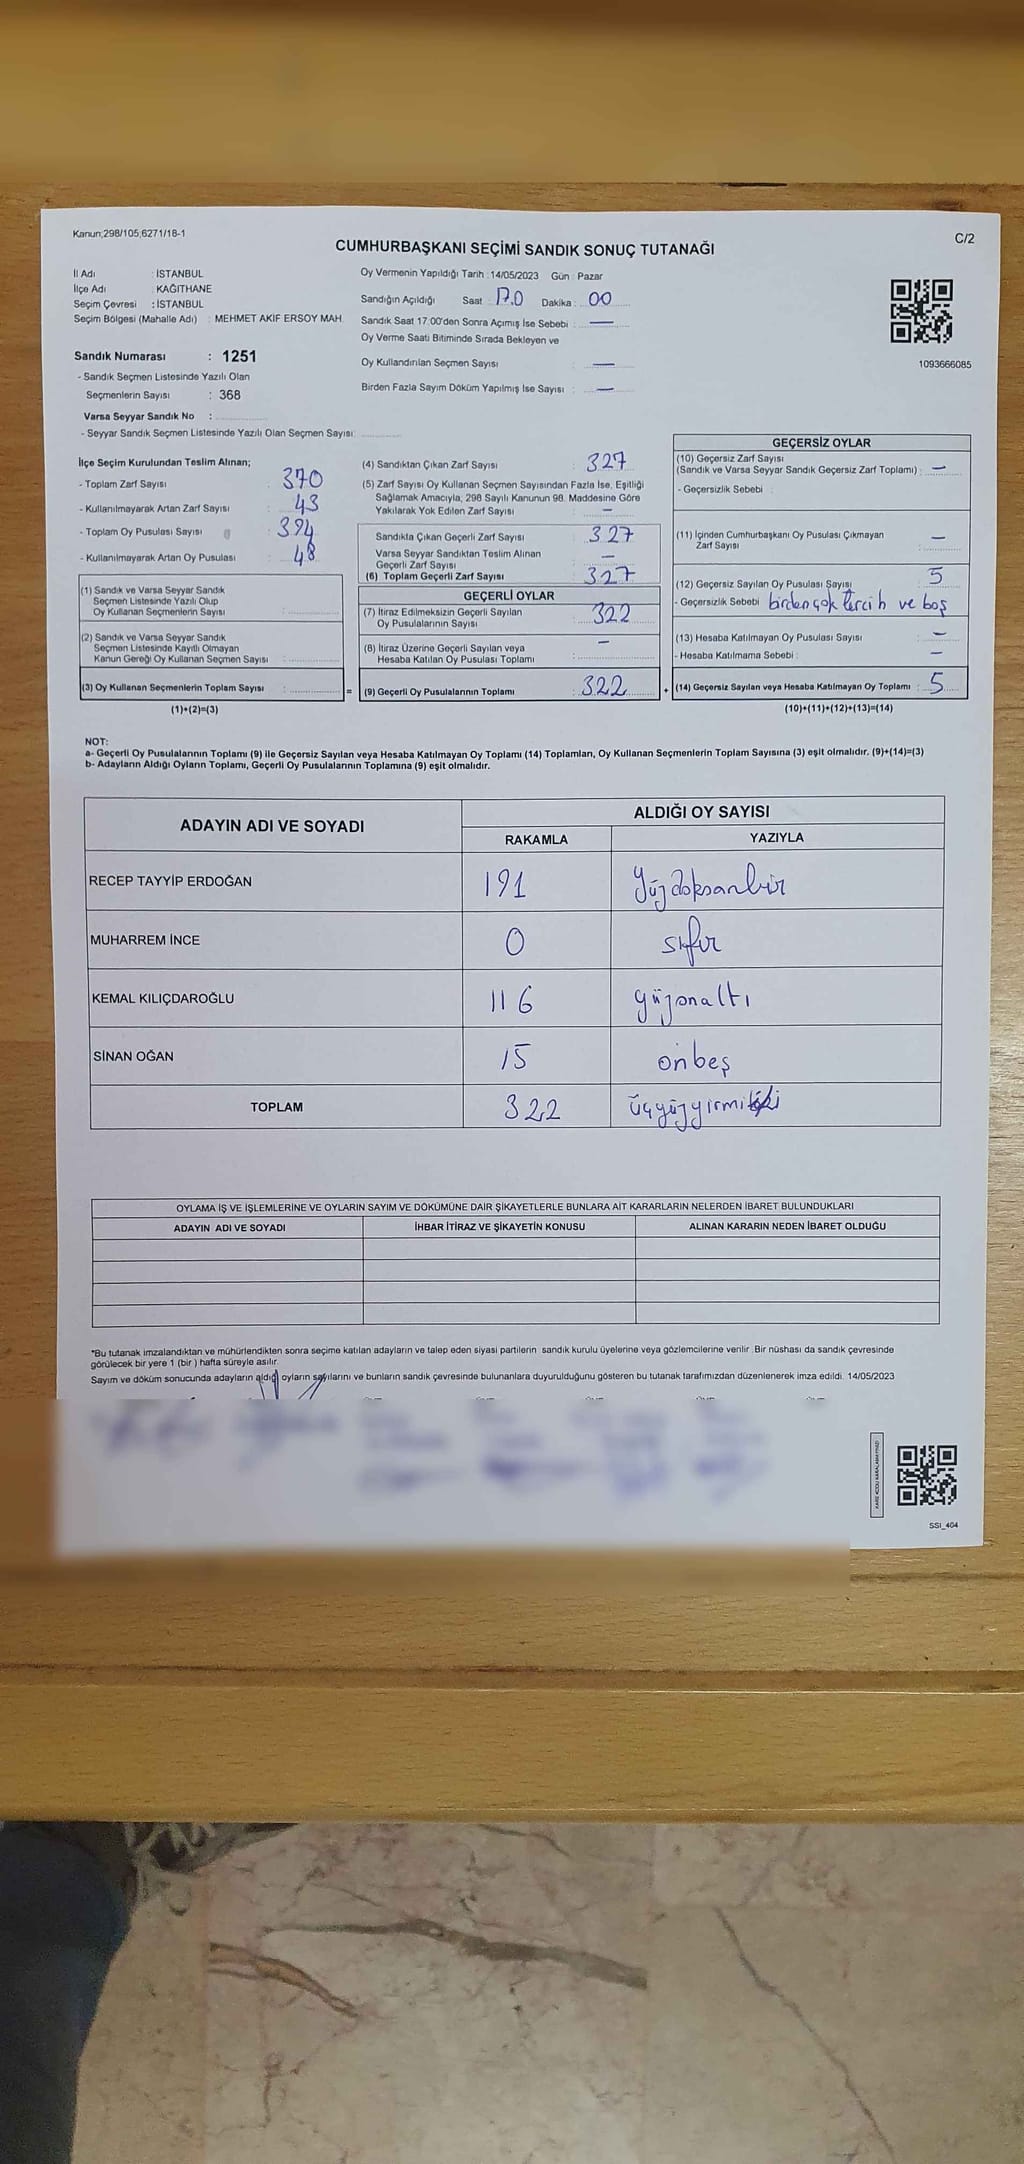 Kanun;298/105,6271/18-1
C/2
CUMHURBAŞKANI SEÇİMİ SANDIK SONUÇ TUTANAĞI
İl Adı : İSTANBUL
İlçe Adı : KAĞITHANE
Seçim Çevresi : İSTANBUL
Seçim Bölgesi (Mahalle Adı) : MEHMET AKİF ERSOY MAH.
Sandık Numarası : 1251
- Sandık Seçmen Listesinde Yazılı Olan
Seçmenlerin Sayısı : 368
Varsa Seyyar Sandık No :
- Seyyar Sandık Seçmen Listesinde Yazılı Olan Seçmen Sayısı:
Oy Vermenin Yapıldığı Tarih :14/05/2023 Gün : Pazar
Sandığın Açıldığı Saat : 17.0 Dakika : 00
Sandık Saat 17:00'den Sonra Açımış İse Sebebi : —
Oy Verme Saati Bitiminde Sırada Bekleyen ve
Oy Kullandırılan Seçmen Sayısı : —
Birden Fazla Sayım Döküm Yapılmış İse Sayısı : —
1093666085
İlçe Seçim Kurulundan Teslim Alınan;
- Toplam Zarf Sayısı : 370
- Kullanılmayarak Artan Zarf Sayısı : 43
- Toplam Oy Pusulası Sayısı : 394
- Kullanılmayarak Artan Oy Pusulası : 48
(1) Sandık ve Varsa Seyyar Sandık
Seçmen Listesinde Yazılı Olup
Oy Kullanan Seçmenlerin Sayısı :
(2) Sandık ve Varsa Seyyar Sandık
Seçmen Listesinde Kayıtlı Olmayan
Kanun Gereği Oy Kullanan Seçmen Sayısı :
(3) Oy Kullanan Seçmenlerin Toplam Sayısı :
(1)+(2)=(3)
(4) Sandıktan Çıkan Zarf Sayısı : 327
(5) Zarf Sayısı Oy Kullanan Seçmen Sayısından Fazla İse, Eşitliği
Sağlamak Amacıyla, 298 Sayılı Kanunun 98. Maddesine Göre
Yakılarak Yok Edilen Zarf Sayısı : —
Sandıkla Çıkan Geçerli Zarf Sayısı : 327
Varsa Seyyar Sandıktan Teslim Alınan
Geçerli Zarf Sayısı : —
(6) Toplam Geçerli Zarf Sayısı : 327
GEÇERLİ OYLAR
(7) İtiraz Edilmeksizin Geçerli Sayılan
Oy Pusulalarının Sayısı : 322
(8) İtiraz Üzerine Geçerli Sayılan veya
Hesaba Katılan Oy Pusulası Toplamı : —
= (9) Geçerli Oy Pusulalarının Toplamı : 322
GEÇERSİZ OYLAR
(10) Geçersiz Zarf Sayısı
(Sandık ve Varsa Seyyar Sandık Geçersiz Zarf Toplamı) : —
- Geçersizlik Sebebi :
(11) İçinden Cumhurbaşkanı Oy Pusulası Çıkmayan
Zarf Sayısı : —
(12) Geçersiz Sayılan Oy Pusulası Sayısı : 5
- Geçersizlik Sebebi birden çok tercih ve boş
(13) Hesaba Katılmayan Oy Pusulası Sayısı : —
- Hesaba Katılmama Sebebi : —
+ (14) Geçersiz Sayılan veya Hesaba Katılmayan Oy Toplamı : 5
(10)+(11)+(12)+(13)=(14)
NOT:
a- Geçerli Oy Pusulalarının Toplamı (9) ile Geçersiz Sayılan veya Hesaba Katılmayan Oy Toplamı (14) Toplamları, Oy Kullanan Seçmenlerin Toplam Sayısına (3) eşit olmalıdır. (9)+(14)=(3)
b- Adayların Aldığı Oyların Toplamı, Geçerli Oy Pusulalarının Toplamına (9) eşit olmalıdır.
ADAYIN ADI VE SOYADI ALDIĞI OY SAYISI
RAKAMLA YAZIYLA
RECEP TAYYİP ERDOĞAN 191 Yüzdoksanbir
MUHARREM İNCE 0 sıfır
KEMAL KILIÇDAROĞLU 116 yüzonaltı
SİNAN OĞAN 15 onbeş
TOPLAM 322 üçyüzyirmiiki
OYLAMA İŞ VE İŞLEMLERİNE VE OYLARIN SAYIM VE DÖKÜMÜNE DAİR ŞİKAYETLERLE BUNLARA AİT KARARLARIN NELERDEN İBARET BULUNDUKLARI
ADAYIN ADI VE SOYADI İHBAR İTİRAZ VE ŞİKAYETİN KONUSU ALINAN KARARIN NEDEN İBARET OLDUĞU
*Bu tutanak imzalandıktan ve mühürlendikten sonra seçime katılan adayların ve talep eden siyasi partilerin sandık kurulu üyelerine veya gözlemcilerine verilir. Bir nüshası da sandık çevresinde
görülecek bir yere 1 (bir ) hafta süreyle asılır.
Sayım ve döküm sonucunda adayların aldığı oyların sayılarını ve bunların sandık çevresinde bulunanlara duyurulduğunu gösteren bu tutanak tarafımızdan düzenlenerek imza edildi. 14/05/2023
SSI_404